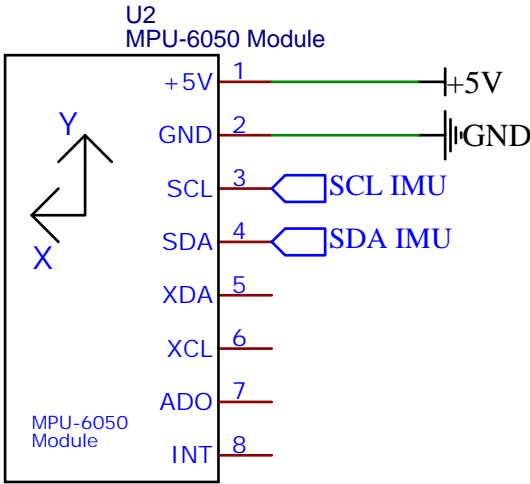 U2
MPU-6050 Module
+5V 1 +5V
GND 2 GND
SCL 3 SCL IMU
SDA 4 SDA IMU
XDA 5
XCL 6
ADO 7
INT 8
Y
X
MPU-6050
Module